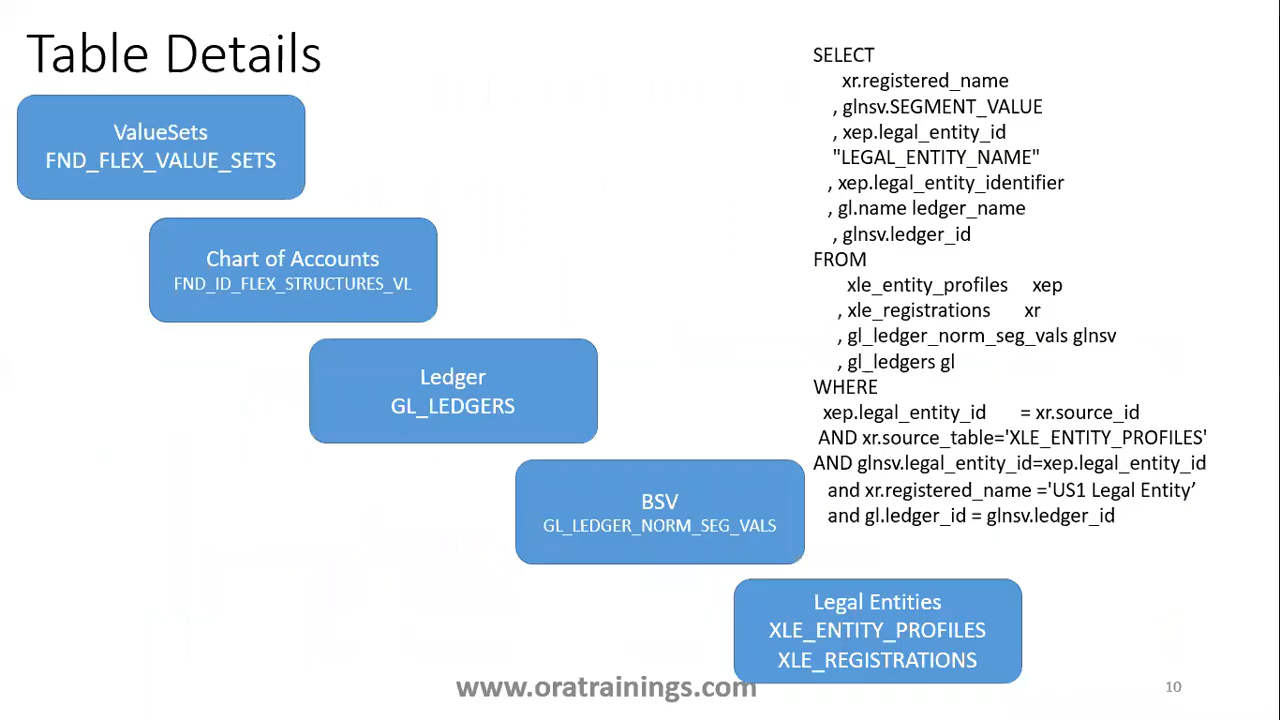 Table Details
ValueSets
FND_FLEX_VALUE_SETS
Chart of Accounts
FND_ID_FLEX_STRUCTURES_VL
Ledger
GL_LEDGERS
BSV
GL_LEDGER_NORM_SEG_VALS
Legal Entities
XLE_ENTITY_PROFILES
XLE_REGISTRATIONS
SELECT
xr.registered_name
, glnsv.SEGMENT_VALUE
, xep.legal_entity_id
"LEGAL_ENTITY_NAME"
, xep.legal_entity_identifier
, gl.name ledger_name
, glnsv.ledger_id
FROM
xle_entity_profiles xep
, xle_registrations xr
, gl_ledger_norm_seg_vals glnsv
, gl_ledgers gl
WHERE
xep.legal_entity_id = xr.source_id
AND xr.source_table='XLE_ENTITY_PROFILES'
AND glnsv.legal_entity_id=xep.legal_entity_id
and xr.registered_name ='US1 Legal Entity’
and gl.ledger_id = glnsv.ledger_id
www.oratrainings.com
10